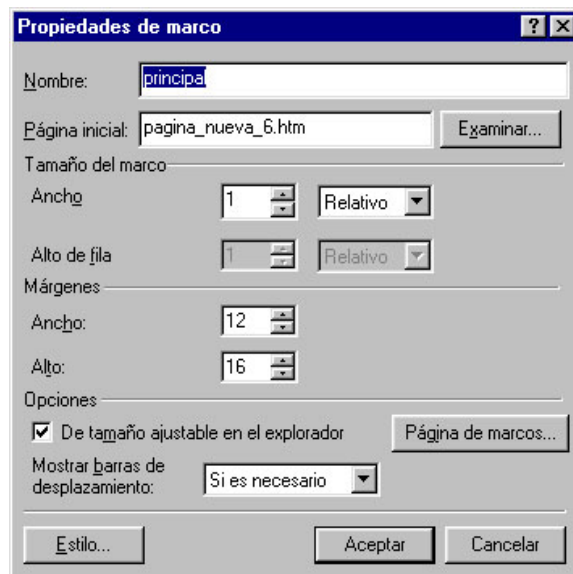 Propiedades de marco
Nombre: principal
Página inicial: pagina_nueva_6.htm Examinar...
Tamaño del marco
Ancho 1 Relativo
Alto de fila 1 Relativo
Márgenes
Ancho: 12
Alto: 16
Opciones
De tamaño ajustable en el explorador Página de marcos...
Mostrar barras de
desplazamiento: Si es necesario
Estilo... Aceptar Cancelar